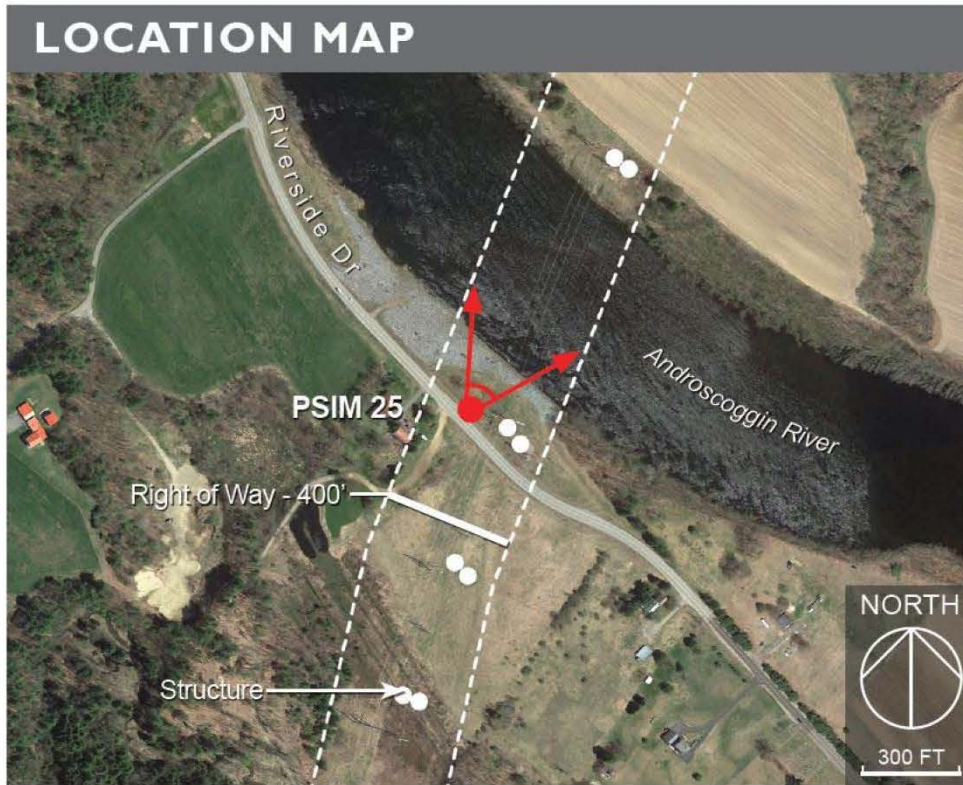 LOCATION MAP
Riverside Dr
PSIM 25
Androscoggin River
Right of Way - 400'
Structure
NORTH
300 FT